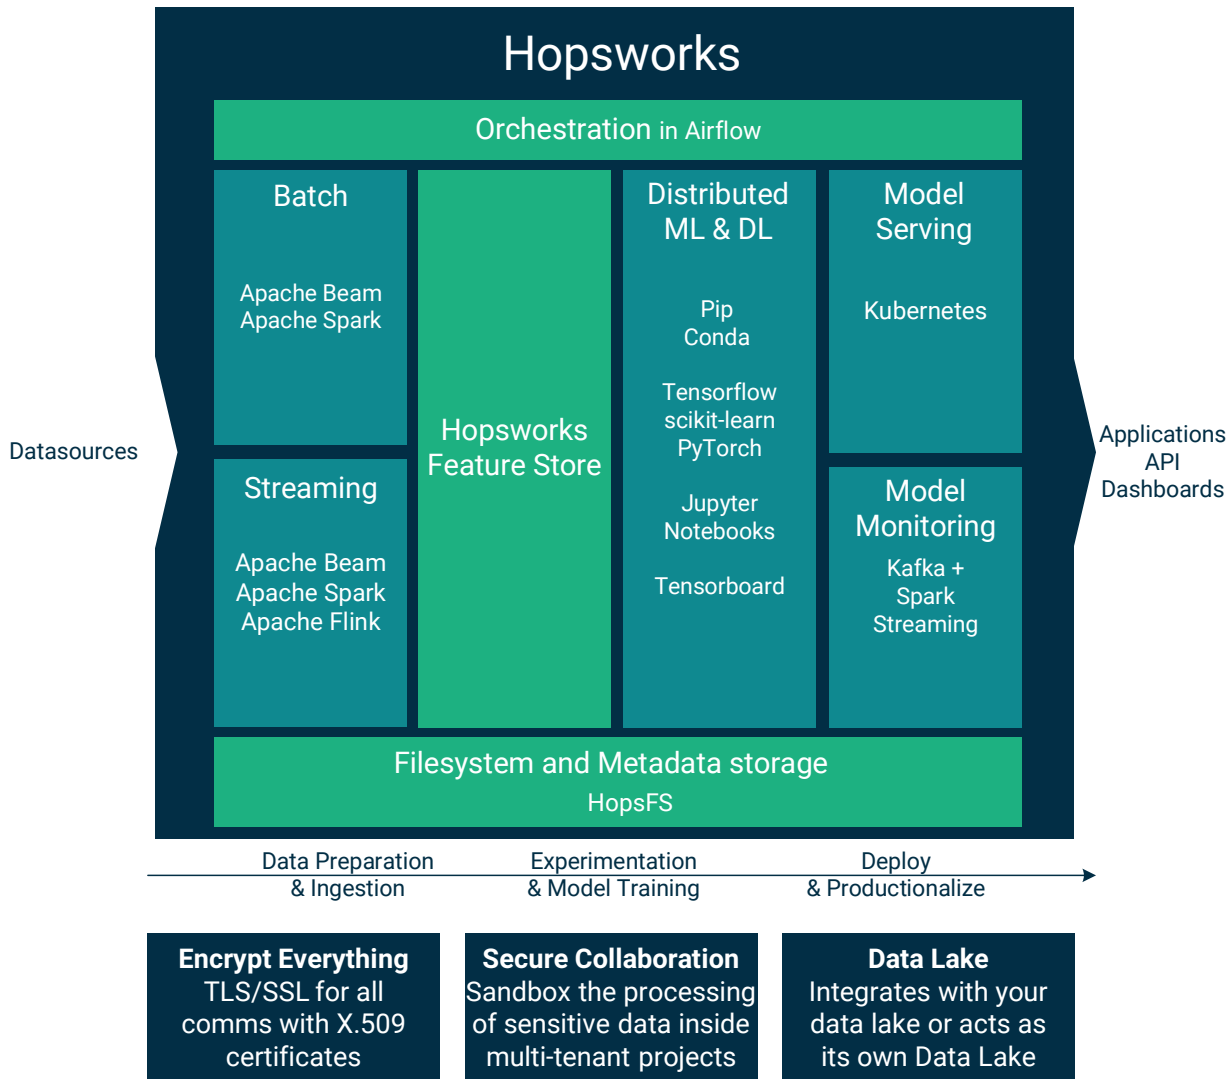 Hopsworks
Orchestration in Airflow
Batch
Apache Beam
Apache Spark
Streaming
Apache Beam
Apache Spark
Apache Flink
Hopsworks
Feature Store
Distributed
ML & DL
Pip
Conda
Tensorflow
scikit-learn
PyTorch
Jupyter
Notebooks
Tensorboard
Model
Serving
Kubernetes
Model
Monitoring
Kafka +
Spark
Streaming
Datasources
Applications
API
Dashboards
Filesystem and Metadata storage
HopsFS
Data Preparation
& Ingestion
Experimentation
& Model Training
Deploy
& Productionalize
Encrypt Everything
TLS/SSL for all
comms with X.509
certificates
Secure Collaboration
Sandbox the processing
of sensitive data inside
multi-tenant projects
Data Lake
Integrates with your
data lake or acts as
its own Data Lake